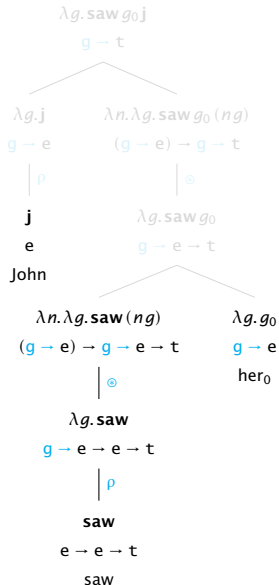 λg.saw g₀ j
g → t
λg.j λn.λg.saw g₀ (n g)
g → e (g → e) → g → t
ρ ⊛
j λg.saw g₀
e g → e → t
John
λn.λg.saw (n g) λg.g₀
(g → e) → g → e → t g → e
⊛ her₀
λg.saw
g → e → e → t
ρ
saw
e → e → t
saw